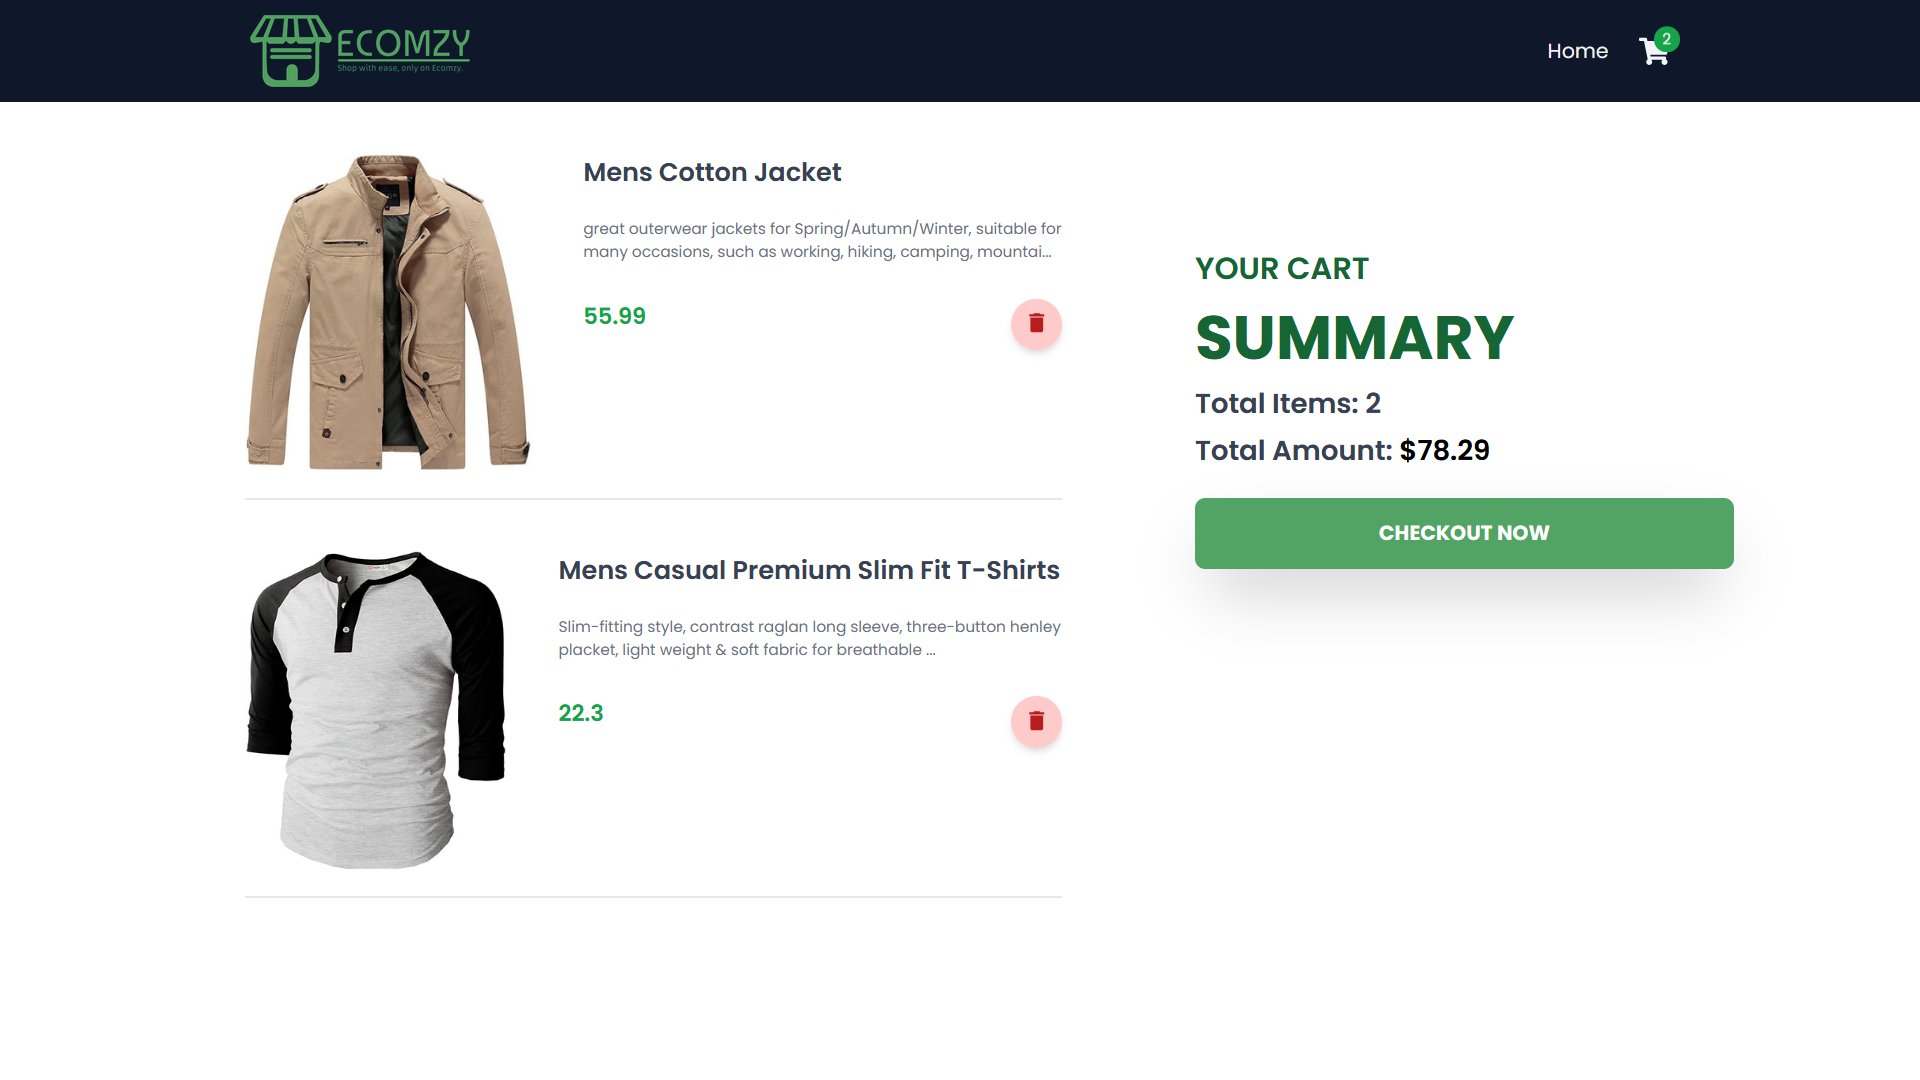 ECOMZY
Shop with ease, only on Ecomzy.
Home
2
Mens Cotton Jacket
great outerwear jackets for Spring/Autumn/Winter, suitable for
many occasions, such as working, hiking, camping, mountai...
55.99
Mens Casual Premium Slim Fit T-Shirts
Slim-fitting style, contrast raglan long sleeve, three-button henley
placket, light weight & soft fabric for breathable ...
22.3
YOUR CART
SUMMARY
Total Items: 2
Total Amount: $78.29
CHECKOUT NOW